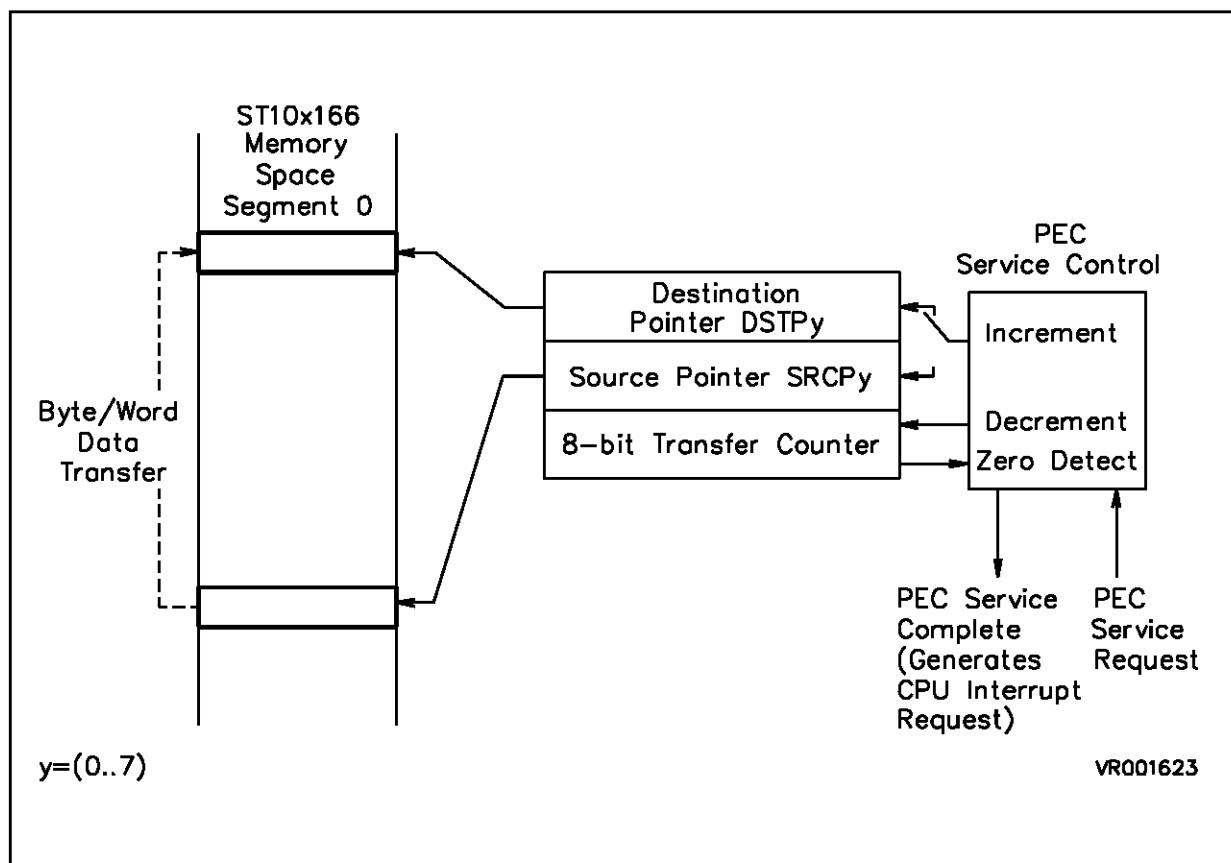 ST10x166
Memory
Space
Segment 0
Byte/Word
Data
Transfer
Destination
Pointer DSTPy
Source Pointer SRCPy
8-bit Transfer Counter
PEC
Service Control
Increment
Decrement
Zero Detect
PEC Service
Complete
(Generates
CPU Interrupt
Request)
PEC
Service
Request
y=(0..7)
VR001623